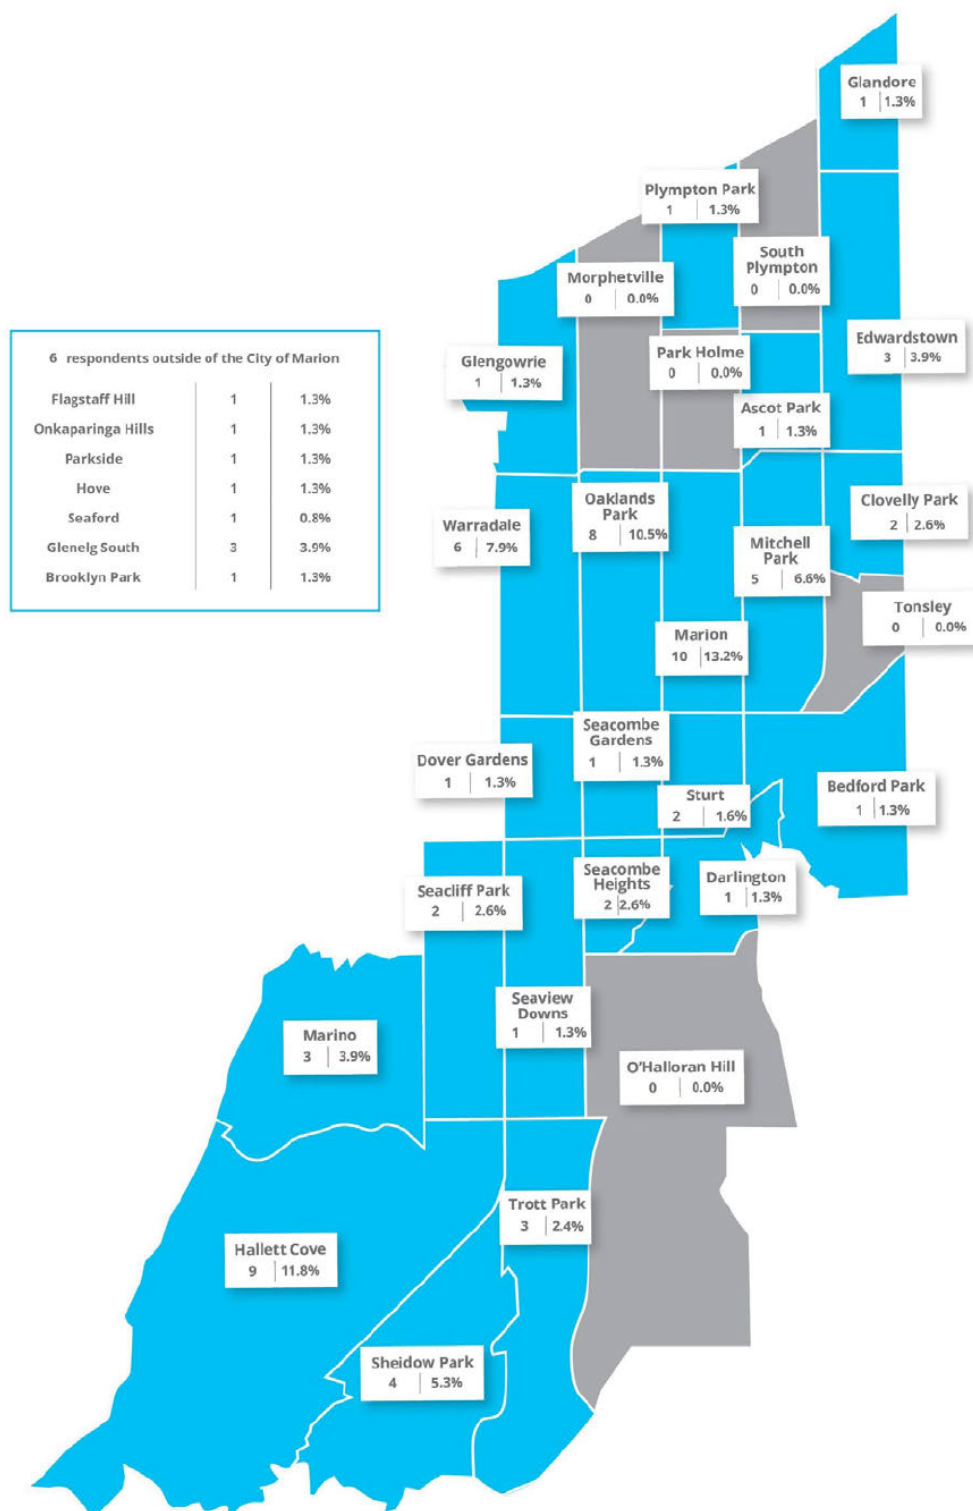 Glandore
1 1.3%
Plympton Park
1 1.3%
South
Plympton
0 0.0%
Morphetville
0 0.0%
6 respondents outside of the City of Marion
Flagstaff Hill 1 1.3%
Onkaparinga Hills 1 1.3%
Parkside 1 1.3%
Hove 1 1.3%
Seaford 1 0.8%
Glenelg South 3 3.9%
Brooklyn Park 1 1.3%
Edwardstown
3 3.9%
Park Holme
0 0.0%
Glengowrie
1 1.3%
Ascot Park
1 1.3%
Oaklands
Park
8 10.5%
Clovelly Park
2 2.6%
Warradale
6 7.9%
Mitchell
Park
5 6.6%
Tonsley
0 0.0%
Marion
10 13.2%
Seacombe
Gardens
1 1.3%
Dover Gardens
1 1.3%
Bedford Park
1 1.3%
Sturt
2 1.6%
Seacombe
Heights
2 2.6%
Darlington
1 1.3%
Seacliff Park
2 2.6%
Seaview
Downs
1 1.3%
Marino
3 3.9%
O'Halloran Hill
0 0.0%
Trott Park
3 2.4%
Hallett Cove
9 11.8%
Sheidow Park
4 5.3%